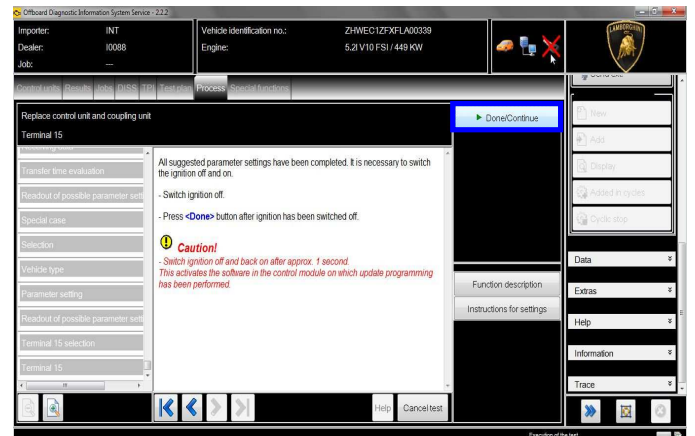 Offboard Diagnostic Information System Service - 2.2.2
Importer: INT
Dealer: I0088
Job: ---
Vehicle identification no.: ZHWEC1ZFXFLA00339
Engine: 5.2l V10 FSI / 449 KW
LAMBORGHINI
Control units Results Jobs DISS TPI Test plan Process Special functions
Replace control unit and coupling unit
Terminal 15
Done/Continue
Transfer time evaluation
Readout of possible parameter sett
Special case
Selection
Vehicle type
Parameter setting
Readout of possible parameter sett
Terminal 15 selection
Terminal 15
All suggested parameter settings have been completed. It is necessary to switch
the ignition off and on.
- Switch ignition off.
- Press <Done> button after ignition has been switched off.
Caution!
- Switch ignition off and back on after approx. 1 second.
This activates the software in the control module on which update programming
has been performed.
Function description
Instructions for settings
Help
Cancel test
New
Add
Display
Added in cycles
Cyclic stop
Data
Extras
Help
Information
Trace
Execution of the test